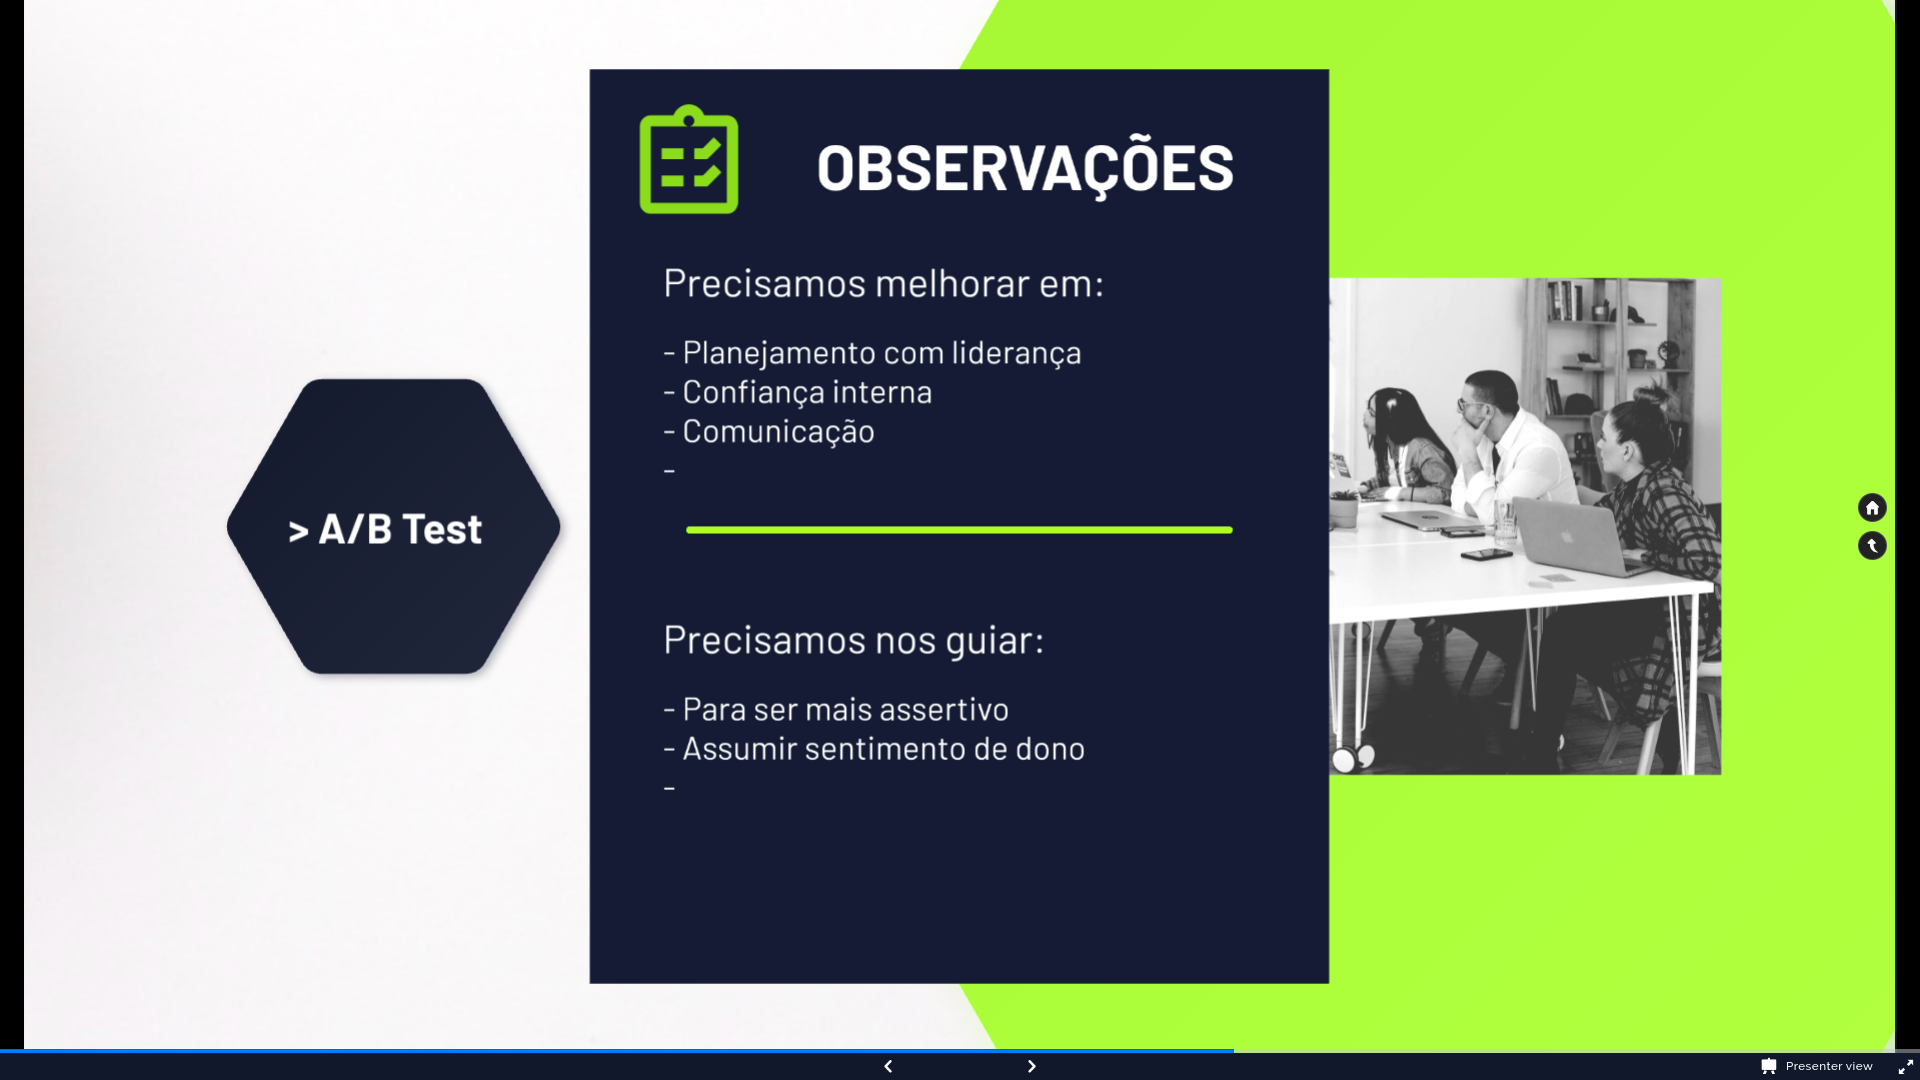 OBSERVAÇÕES
Precisamos melhorar em:
- Planejamento com liderança
- Confiança interna
- Comunicação
-
> A/B Test
Precisamos nos guiar:
- Para ser mais assertivo
- Assumir sentimento de dono
-
Presenter view